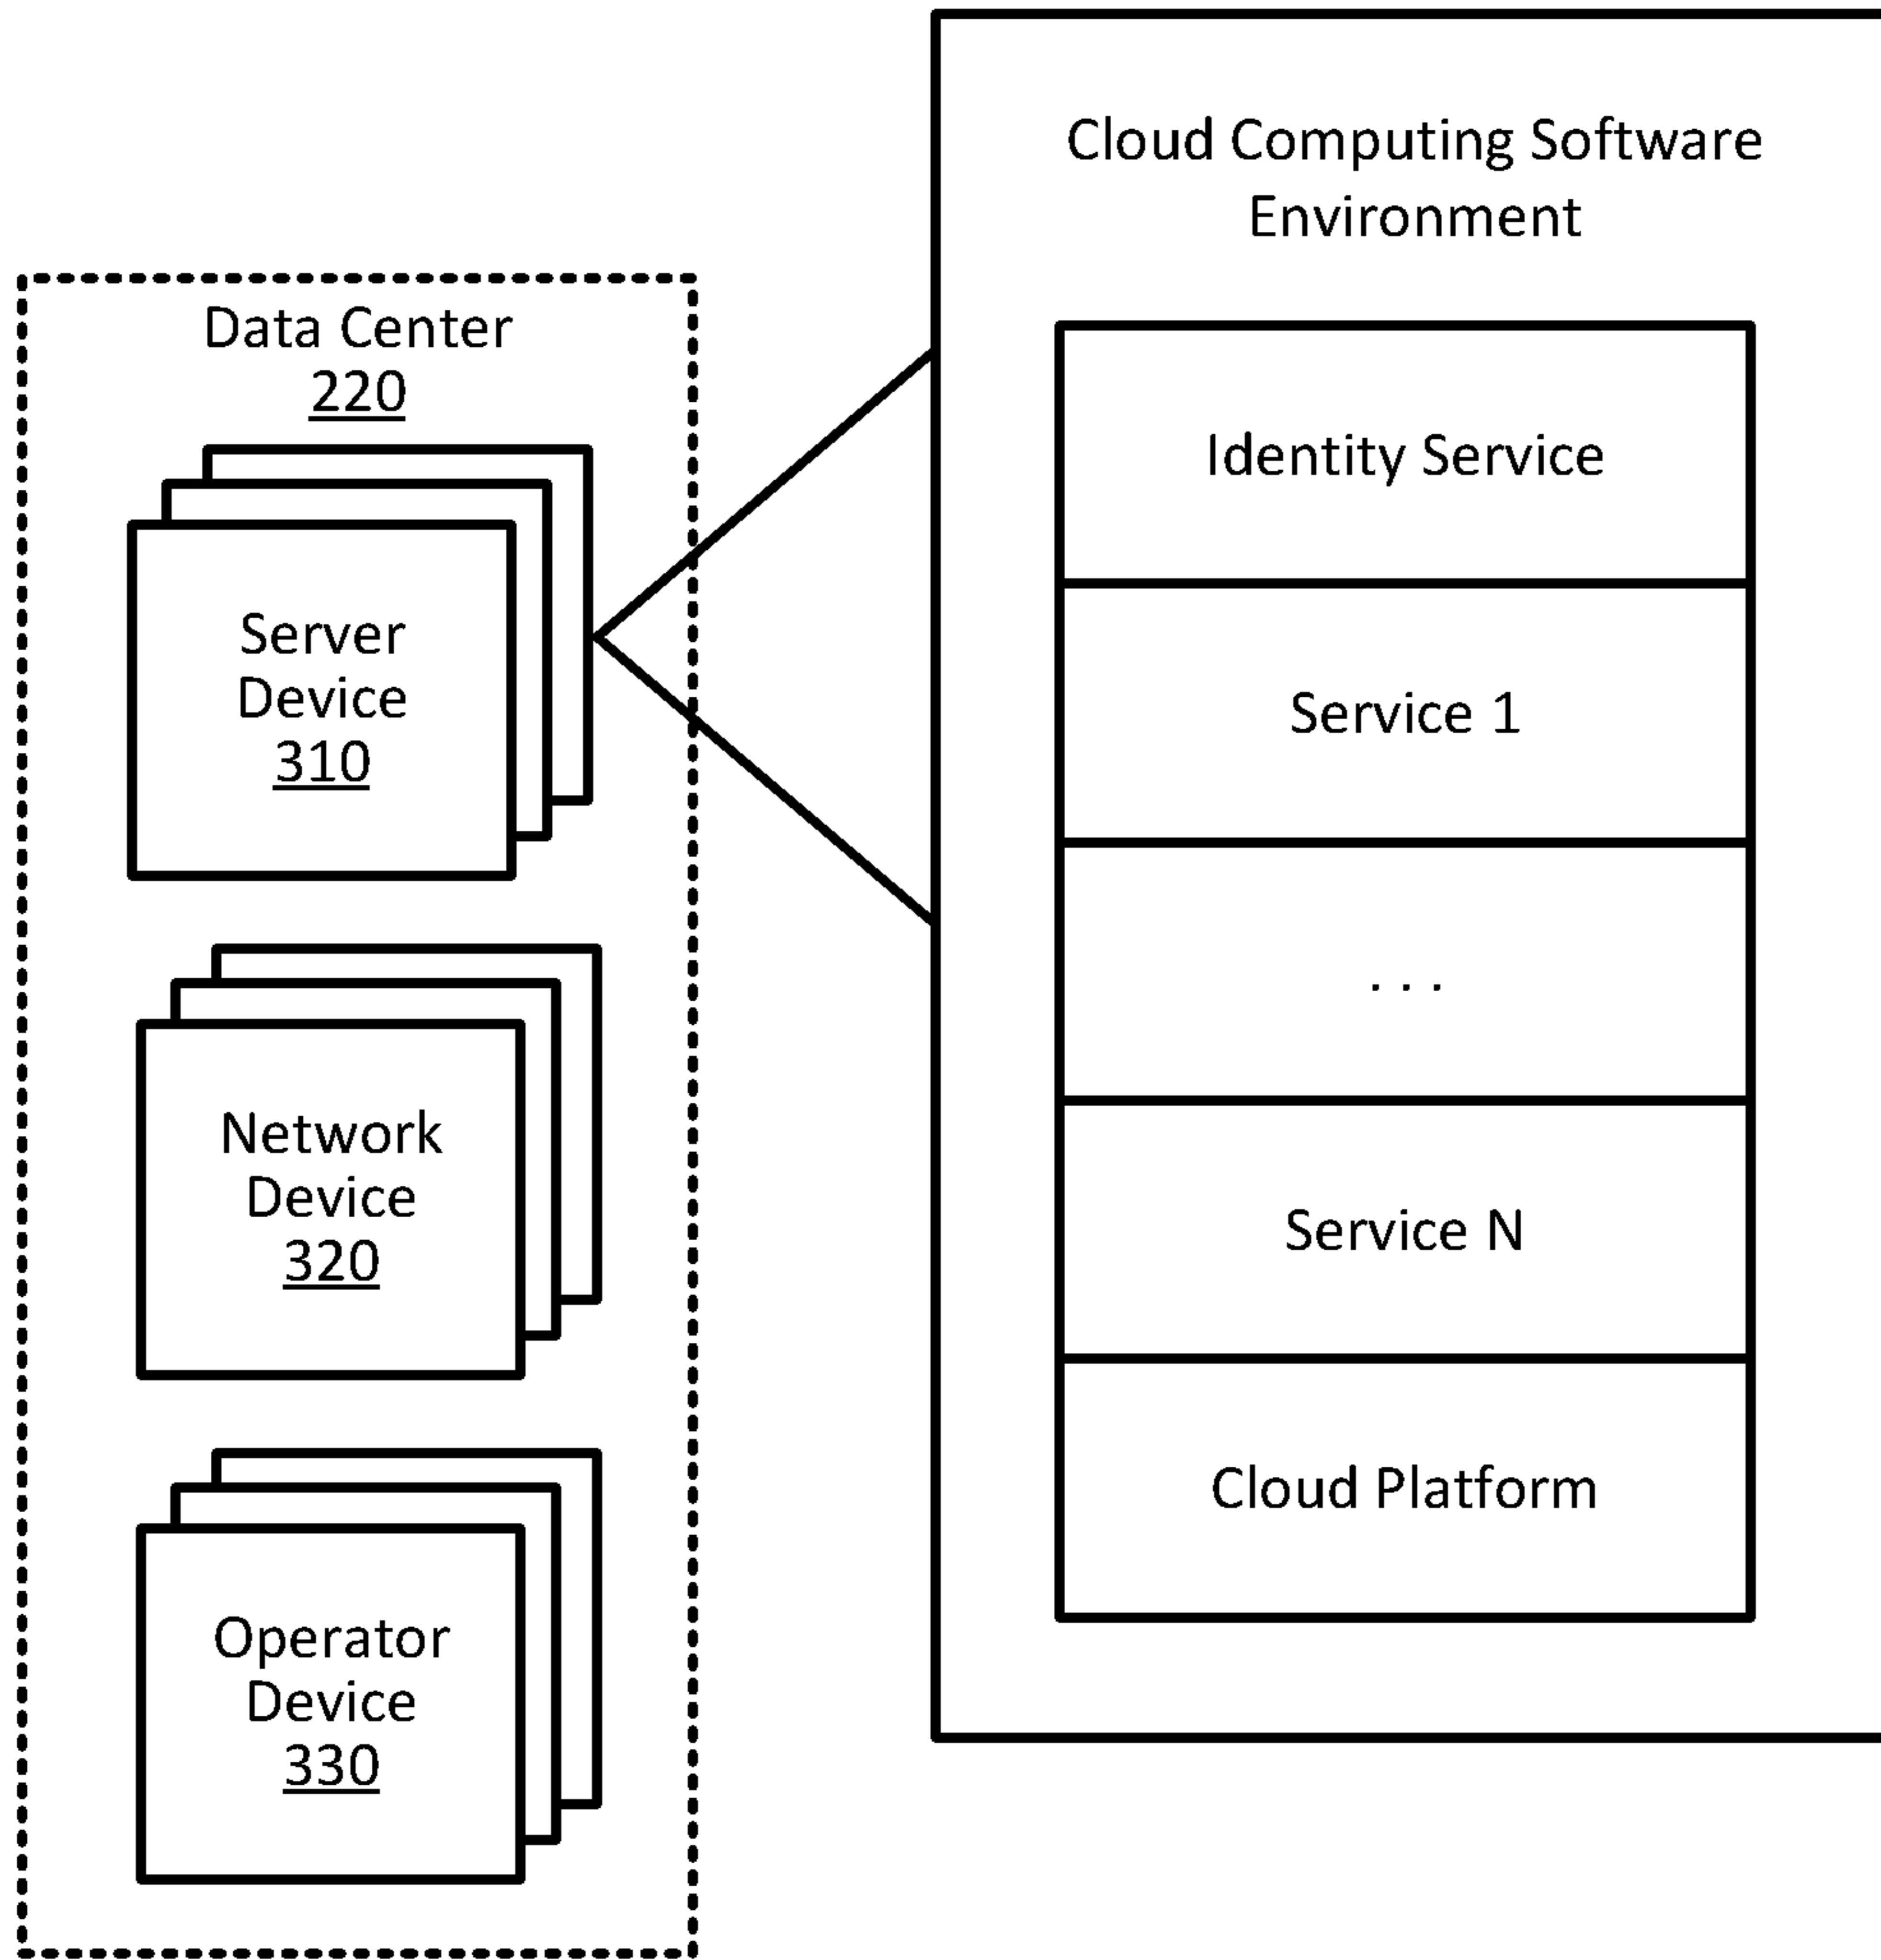 Data Center
220
Server
Device
310
Network
Device
320
Operator
Device
330
Cloud Computing Software
Environment
Identity Service
Service 1
. . .
Service N
Cloud Platform